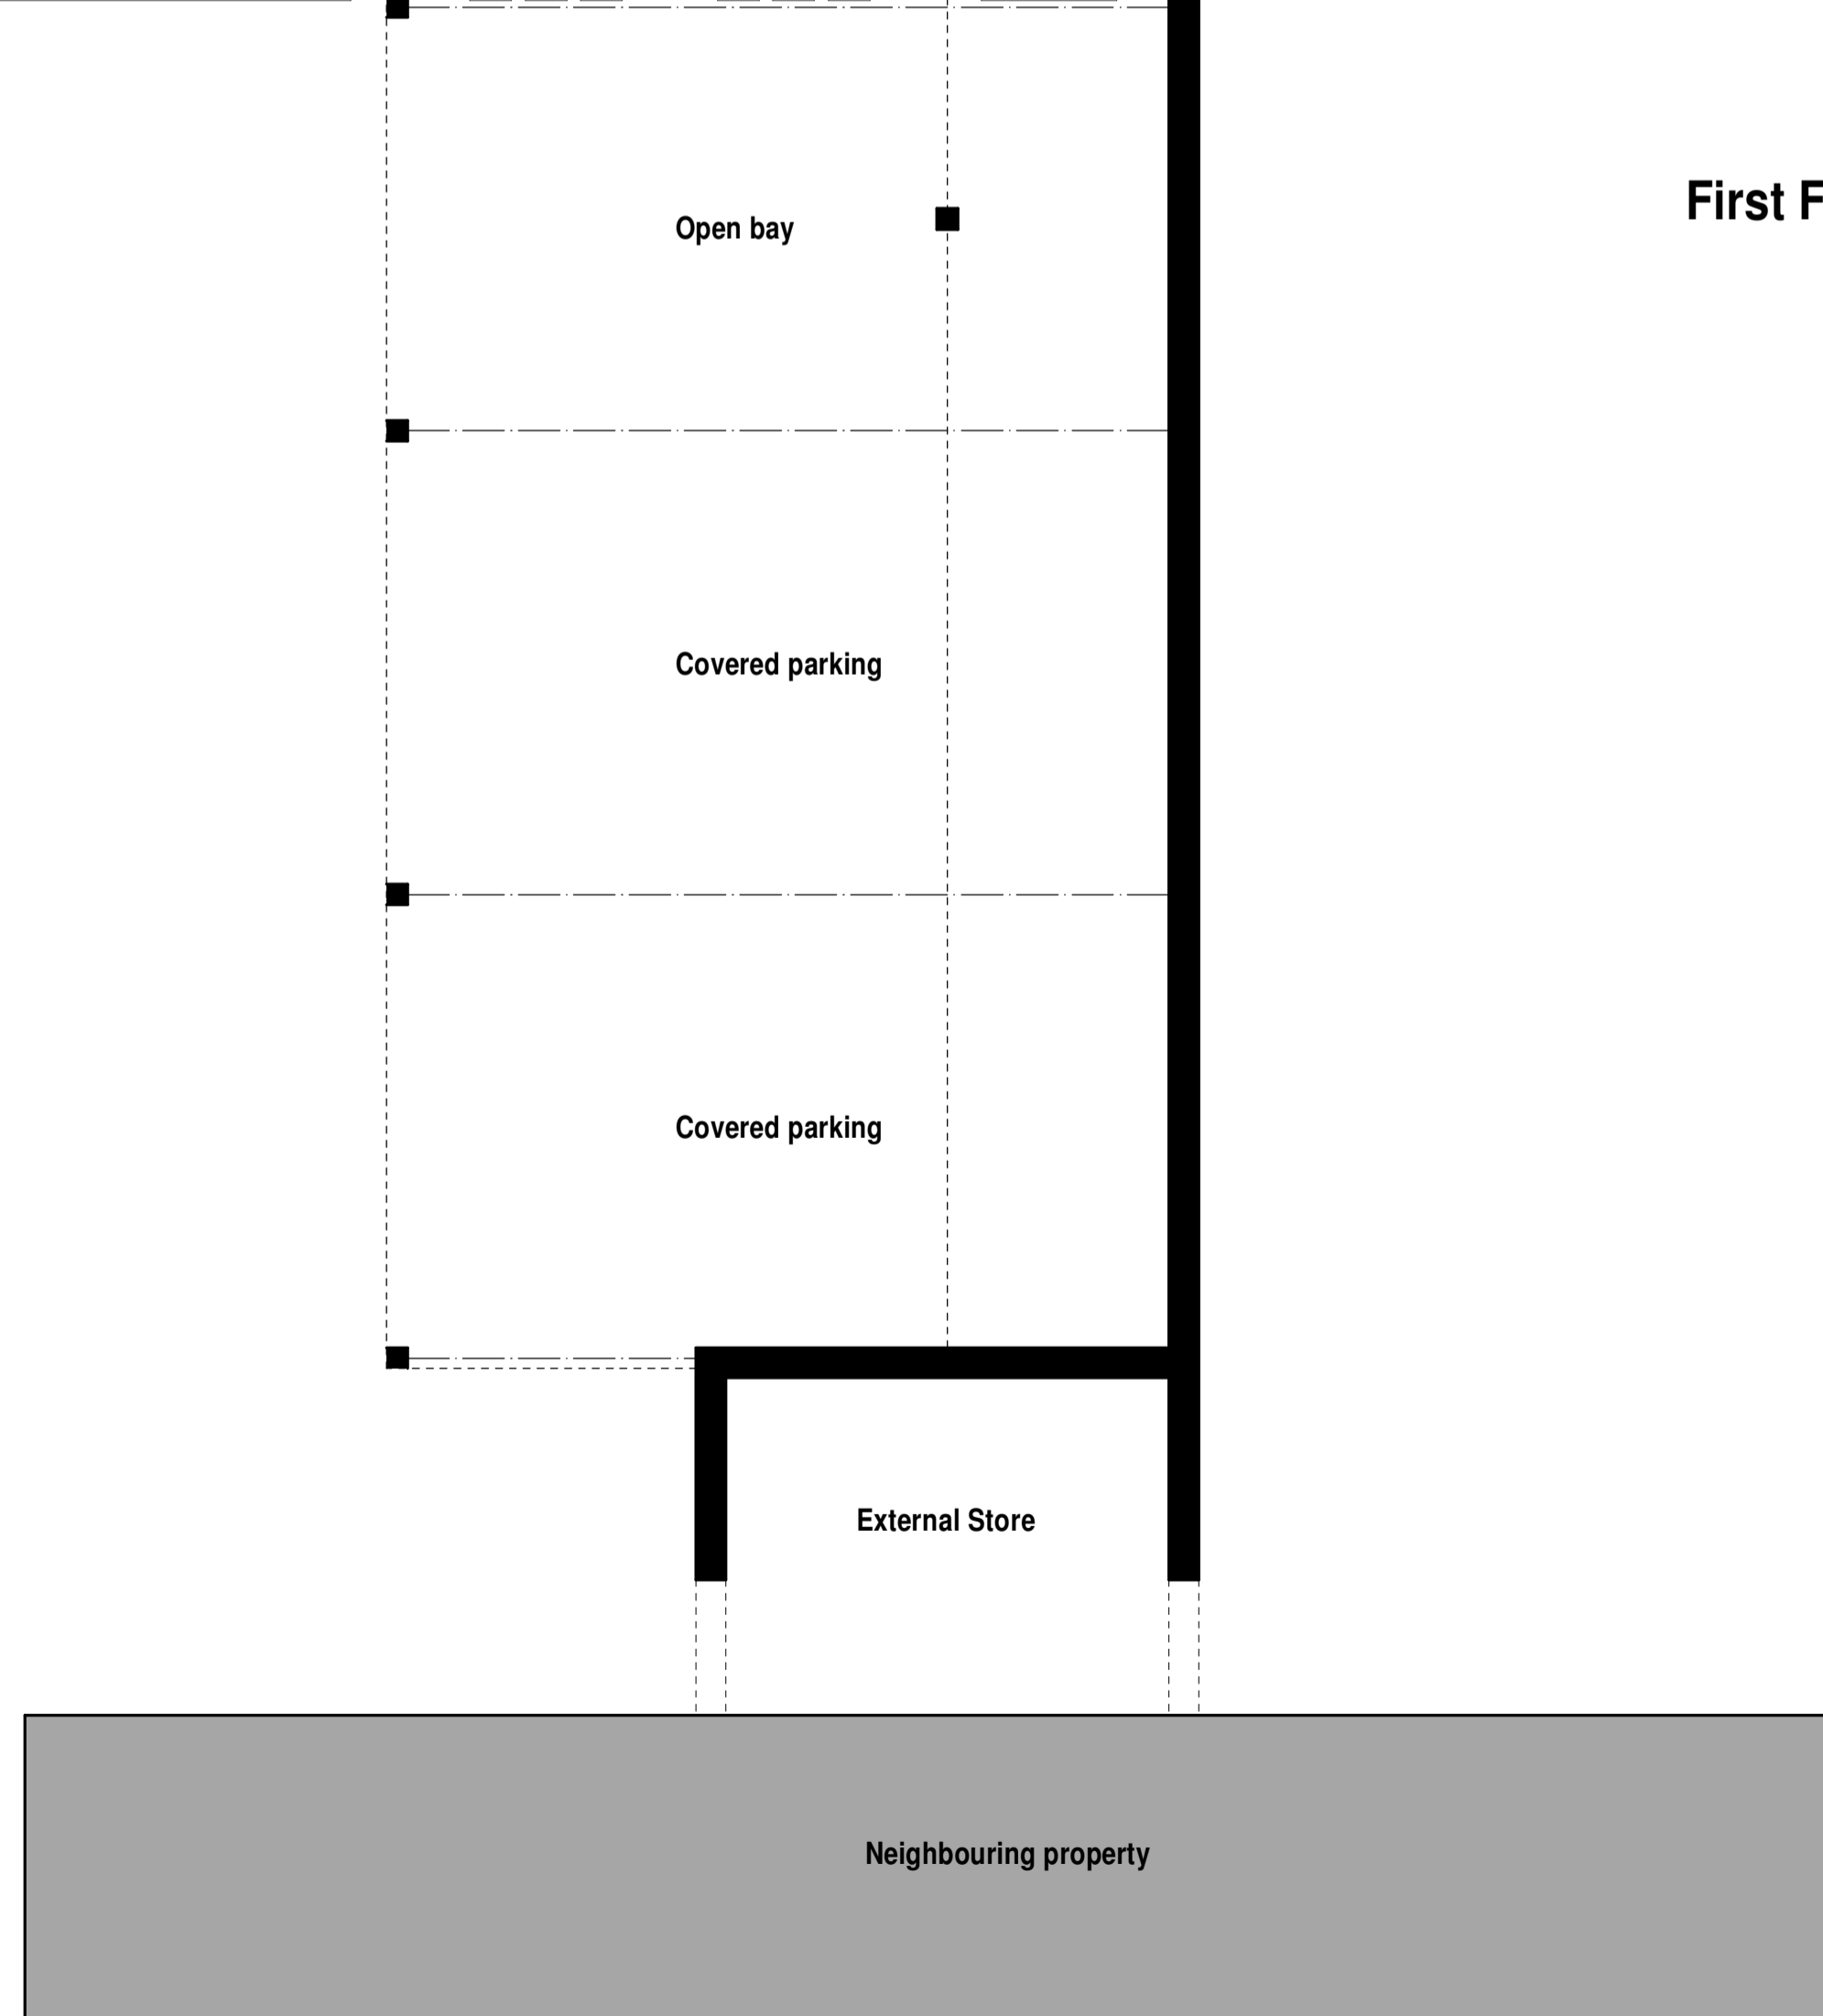 First F
Open bay
Covered parking
Covered parking
External Store
Neighbouring property